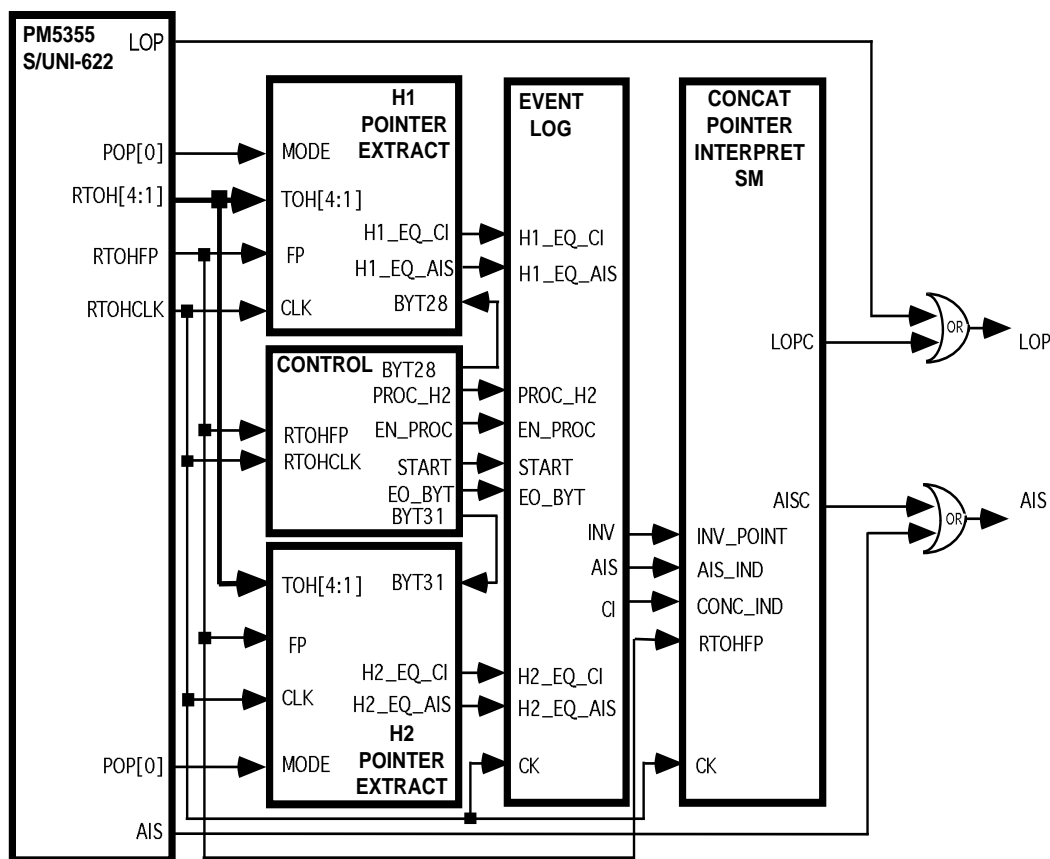 PM5355
S/UNI-622
LOP
POP[0]
RTOH[4:1]
RTOHFP
RTOHCLK
POP[0]
AIS
H1
POINTER
EXTRACT
MODE
TOH[4:1]
H1_EQ_CI
FP
H1_EQ_AIS
BYT28
CLK
CONTROL
BYT28
PROC_H2
RTOHFP
EN_PROC
RTOHCLK
START
EO_BYT
BYT31
TOH[4:1]
BYT31
FP
H2_EQ_CI
CLK
H2_EQ_AIS
H2
POINTER
EXTRACT
MODE
EVENT
LOG
H1_EQ_CI
H1_EQ_AIS
PROC_H2
EN_PROC
START
EO_BYT
INV
AIS
CI
H2_EQ_CI
H2_EQ_AIS
CK
CONCAT
POINTER
INTERPRET
SM
LOPC
AISC
INV_POINT
AIS_IND
CONC_IND
RTOHFP
CK
OR
LOP
OR
AIS